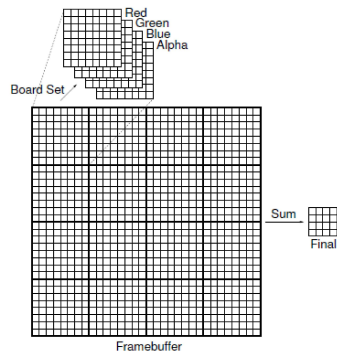 Red
Green
Blue
Alpha
Board Set
Sum
Final
Framebuffer